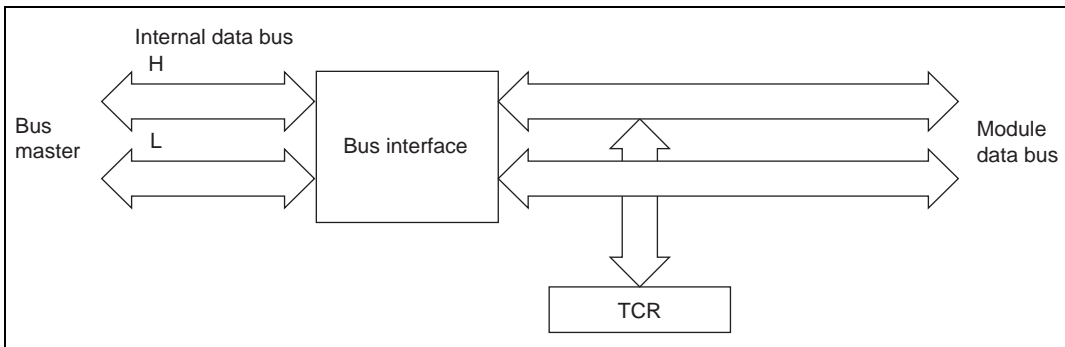 Internal data bus
H
Bus
master
L
Bus interface
Module
data bus
TCR